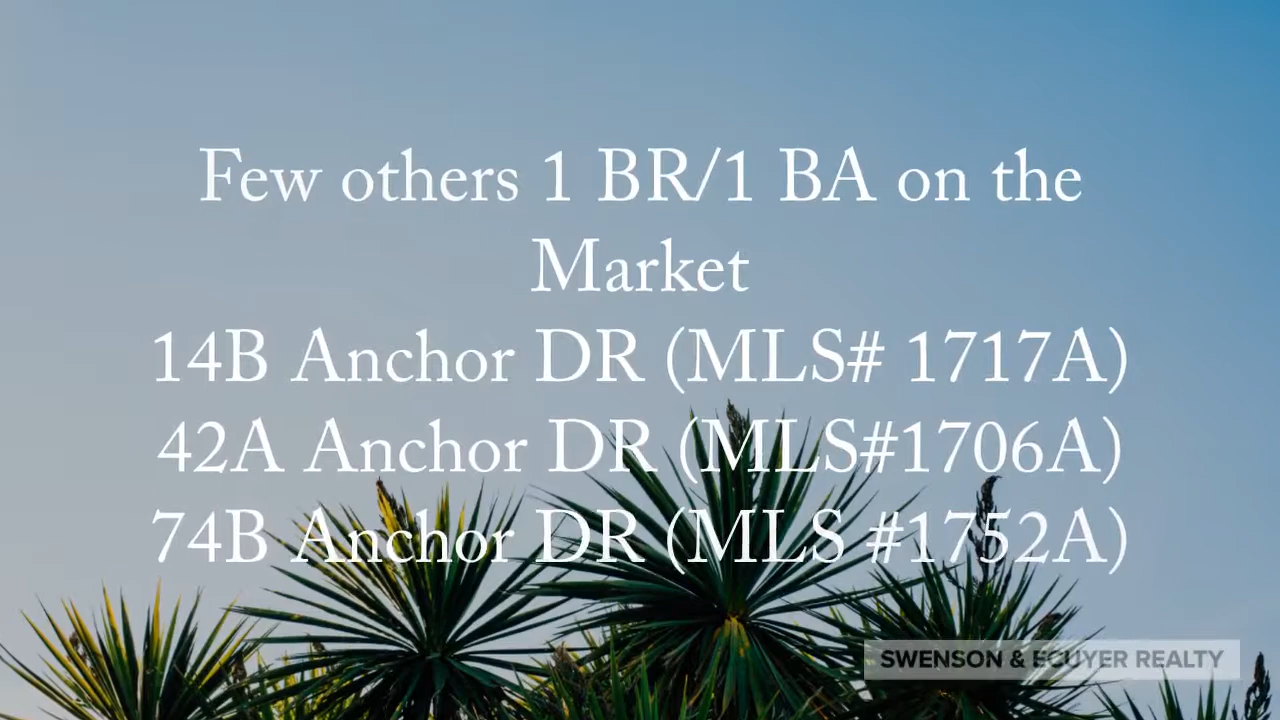 Few others 1 BR/1 BA on the
Market
14B Anchor DR (MLS# 1717A)
42A Anchor DR (MLS#1706A)
74B Anchor DR (MLS #1752A)
SWENSON & ECUYER REALTY